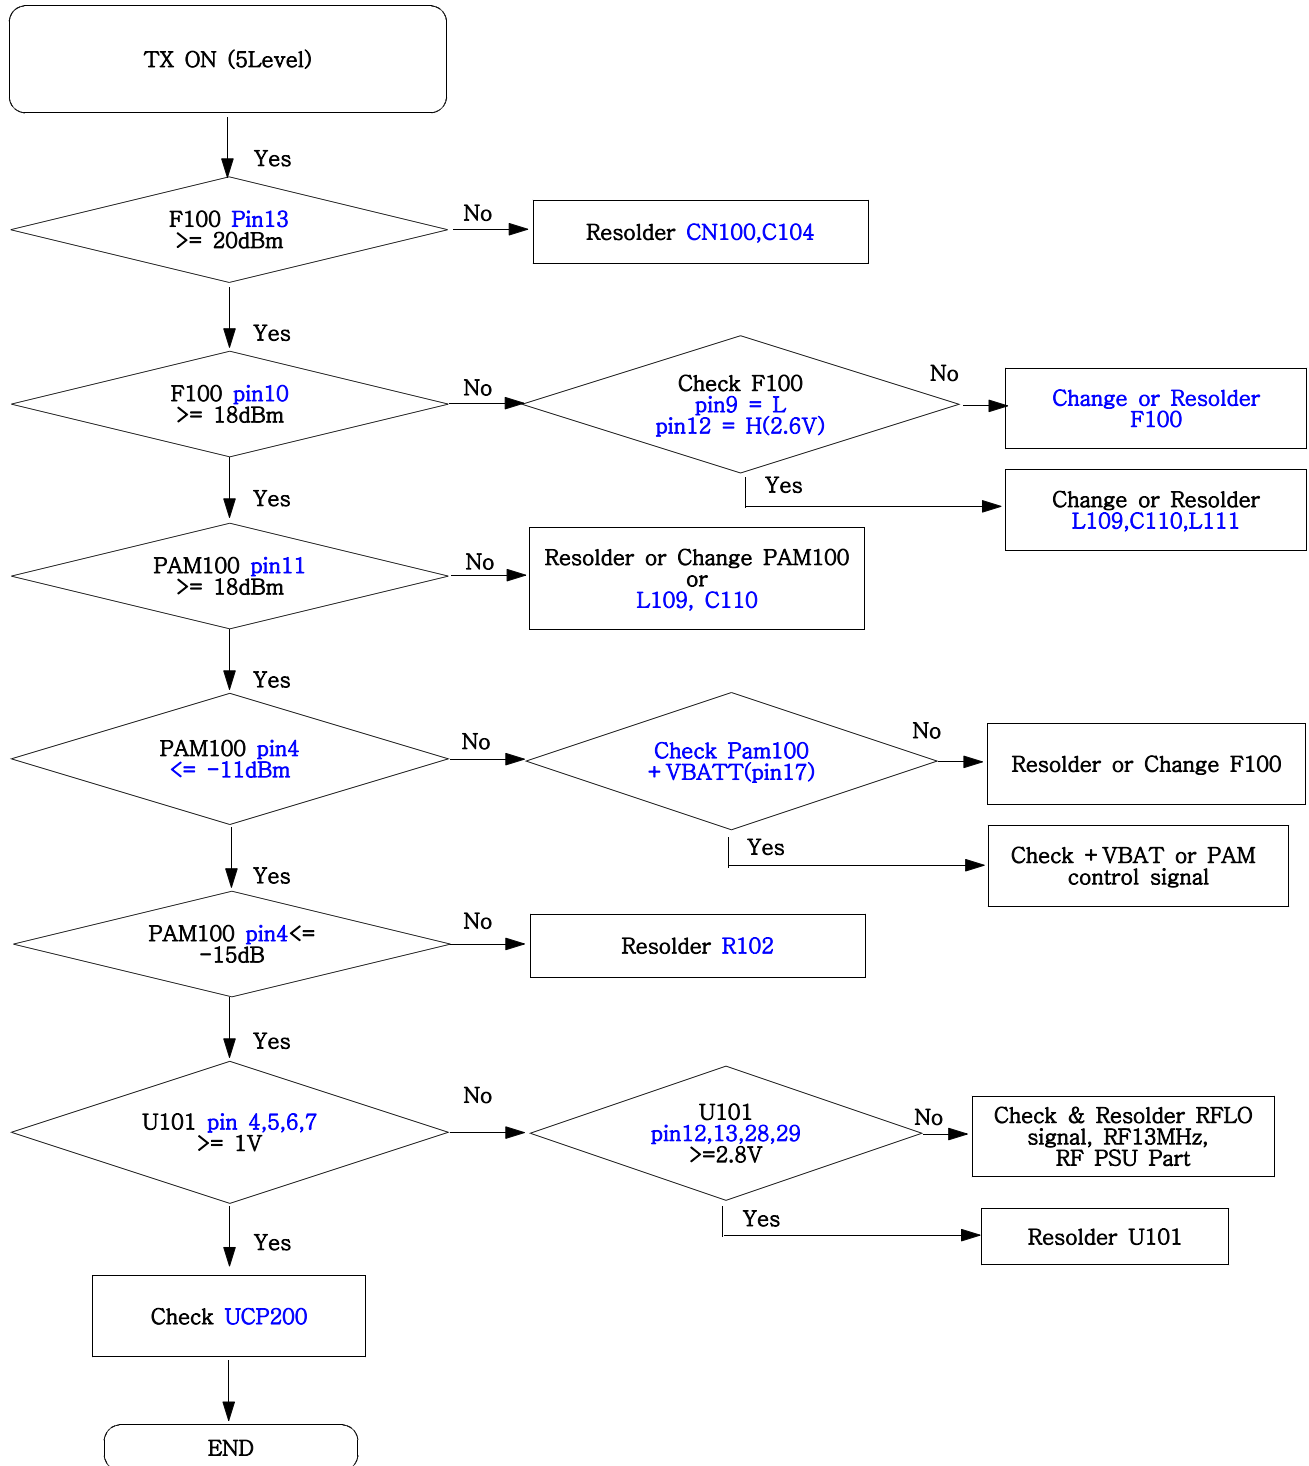 TX ON (5Level)
Yes
F100 Pin13
>= 20dBm
No
Resolder CN100,C104
Yes
F100 pin10
>= 18dBm
No
Check F100
pin9 = L
pin12 = H(2.6V)
No
Change or Resolder
F100
Yes
Change or Resolder
L109,C110,L111
Yes
PAM100 pin11
>= 18dBm
No
Resolder or Change PAM100
or
L109, C110
Yes
PAM100 pin4
<= -11dBm
No
Check Pam100
+VBATT(pin17)
No
Resolder or Change F100
Yes
Check +VBAT or PAM
control signal
Yes
PAM100 pin4<=
-15dB
No
Resolder R102
Yes
U101 pin 4,5,6,7
>= 1V
No
U101
pin12,13,28,29
>=2.8V
No
Check & Resolder RFLO
signal, RF13MHz,
RF PSU Part
Yes
Resolder U101
Yes
Check UCP200
END